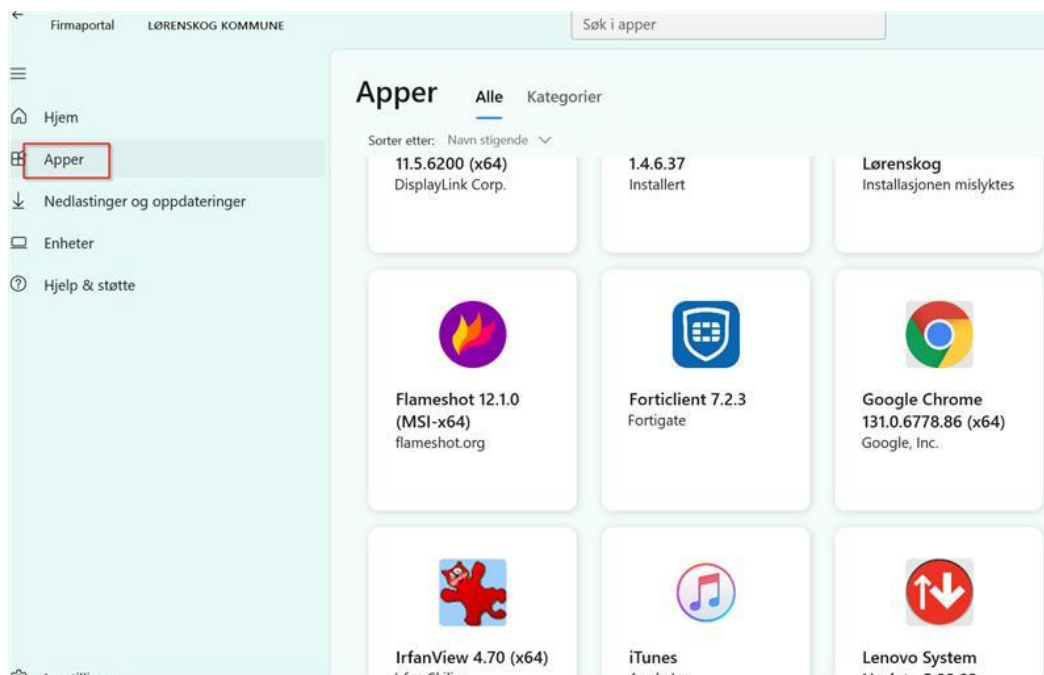 Firmaportal LØRENSKOG KOMMUNE
Søk i apper
Hjem
Apper
Nedlastinger og oppdateringer
Enheter
Hjelp & støtte
Apper Alle Kategorier
Sorter etter: Navn stigende
11.5.6200 (x64)
DisplayLink Corp.
1.4.6.37
Installert
Lørenskog
Installasjonen mislyktes
Flameshot 12.1.0
(MSI-x64)
flameshot.org
Forticlient 7.2.3
Fortigate
Google Chrome
131.0.6778.86 (x64)
Google, Inc.
IrfanView 4.70 (x64)
iTunes
Lenovo System